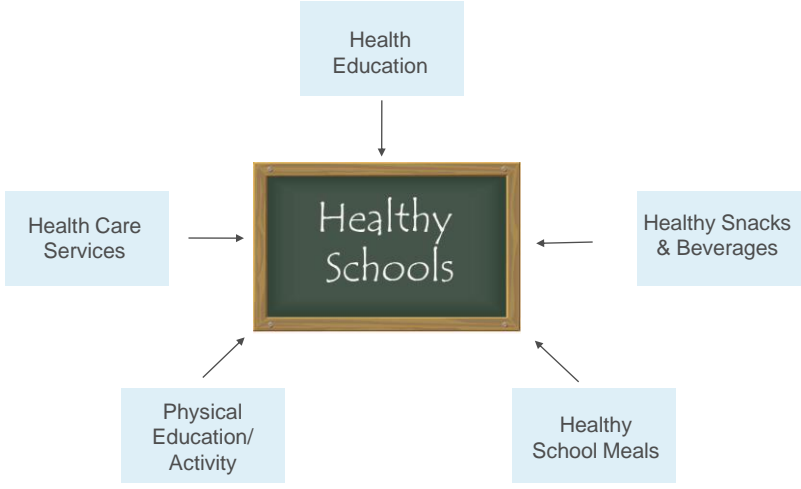 Health
Education
Health Care
Services
Healthy
Schools
Healthy Snacks
& Beverages
Physical
Education/
Activity
Healthy
School Meals